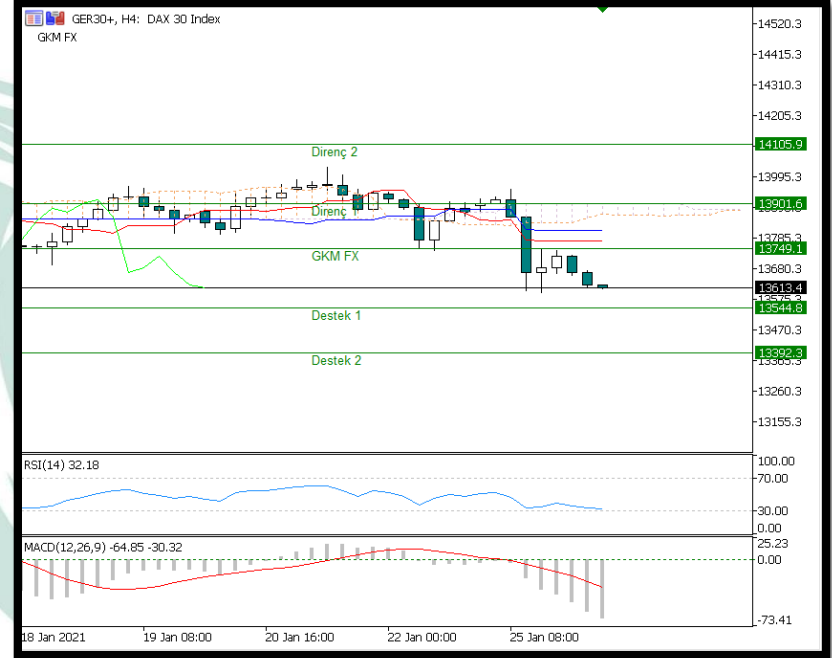 GER30+, H4: DAX 30 Index
GKM FX
14520.3
14415.3
14310.3
14205.3
14105.9
Direnç 2
13995.3
13901.6
Direnç 1
13785.3
13749.1
GKM FX
13680.3
13613.4
13575.3
13544.8
Destek 1
13470.3
13392.3
13365.3
Destek 2
13260.3
13155.3
RSI(14) 32.18
100.00
70.00
30.00
0.00
MACD(12,26,9) -64.85 -30.32
25.23
0.00
-73.41
18 Jan 2021
19 Jan 08:00
20 Jan 16:00
22 Jan 00:00
25 Jan 08:00